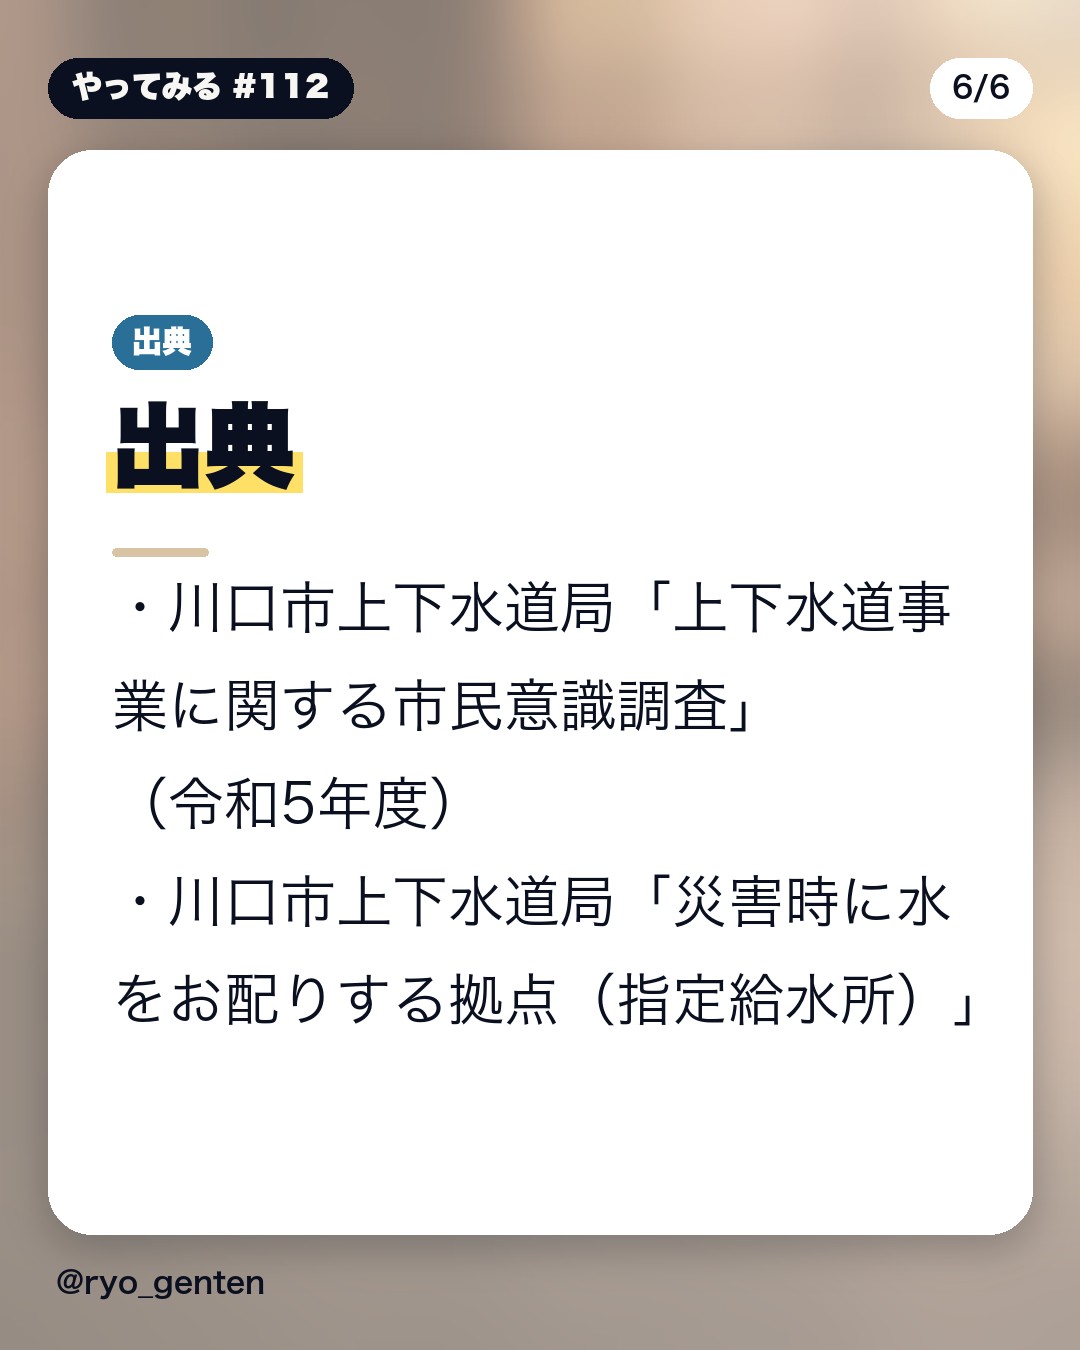 やってみる #112
6/6
出典
出典
・川口市上下水道局「上下水道事
業に関する市民意識調査」
（令和5年度）
・川口市上下水道局「災害時に水
をお配りする拠点（指定給水所）」
@ryo_genten